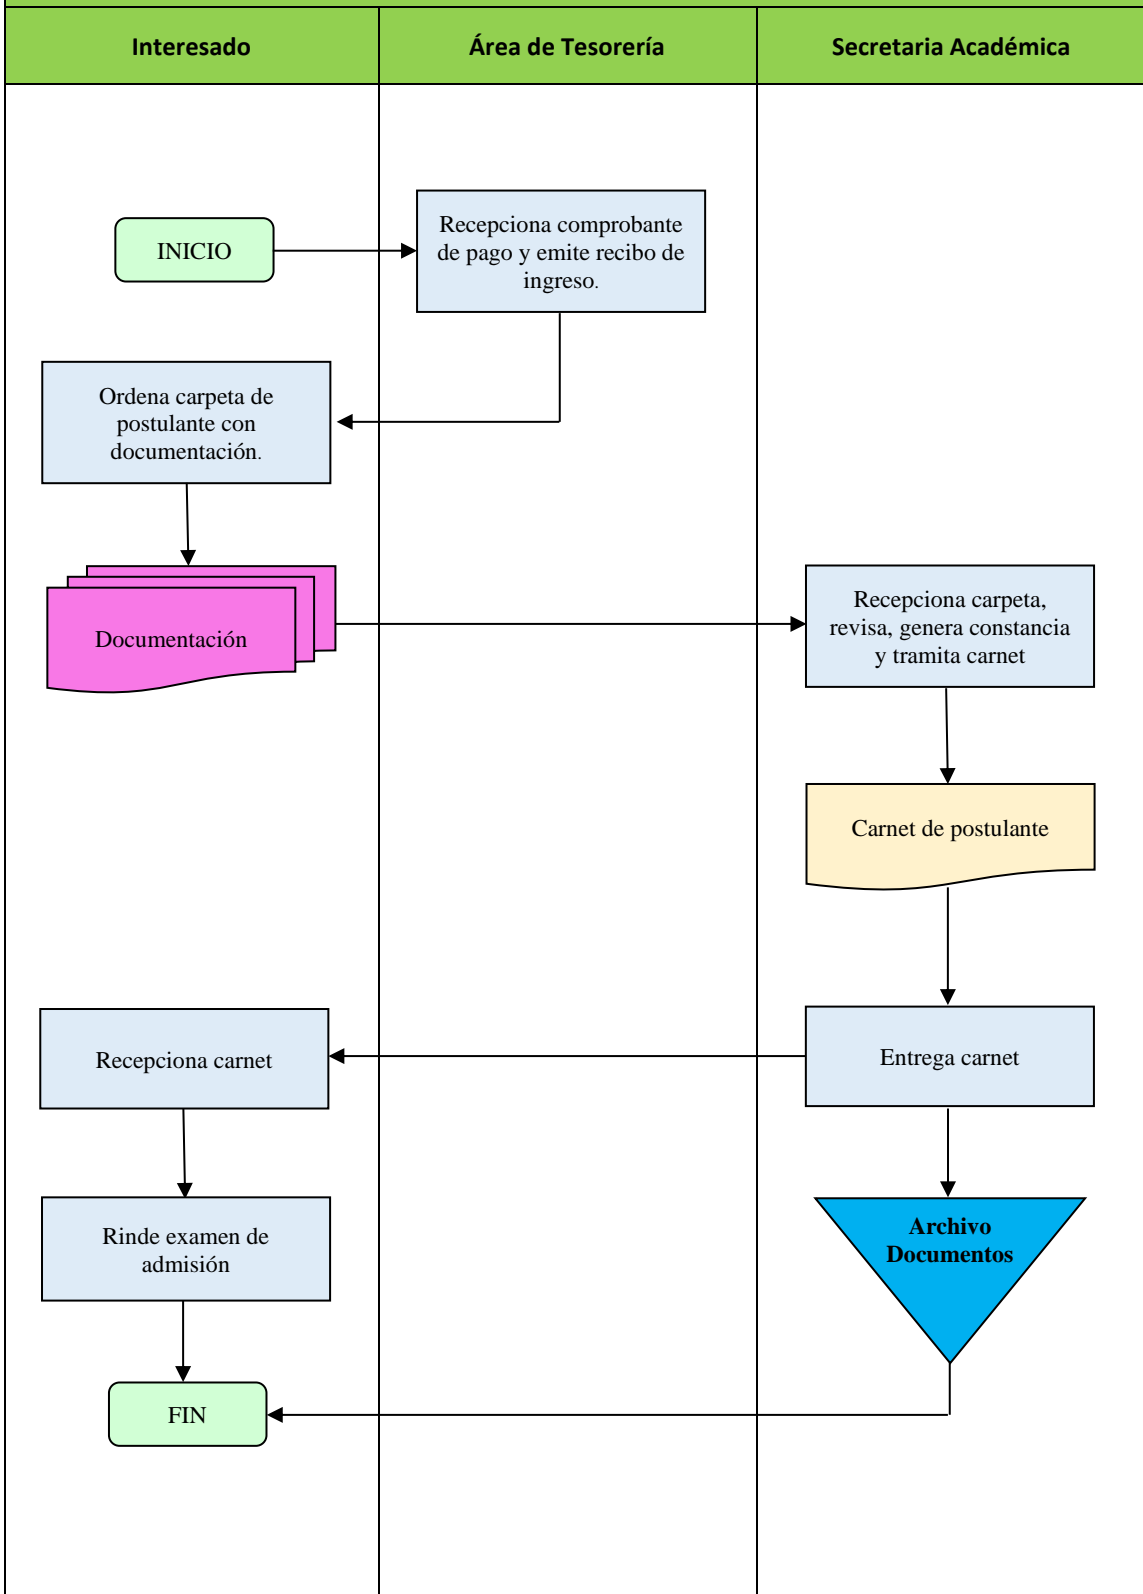 Interesado
Área de Tesorería
Secretaria Académica
INICIO
Recepciona comprobante
de pago y emite recibo de
ingreso.
Ordena carpeta de
postulante con
documentación.
Documentación
Recepciona carpeta,
revisa, genera constancia
y tramita carnet
Carnet de postulante
Entrega carnet
Recepciona carnet
Rinde examen de
admisión
Archivo
Documentos
FIN